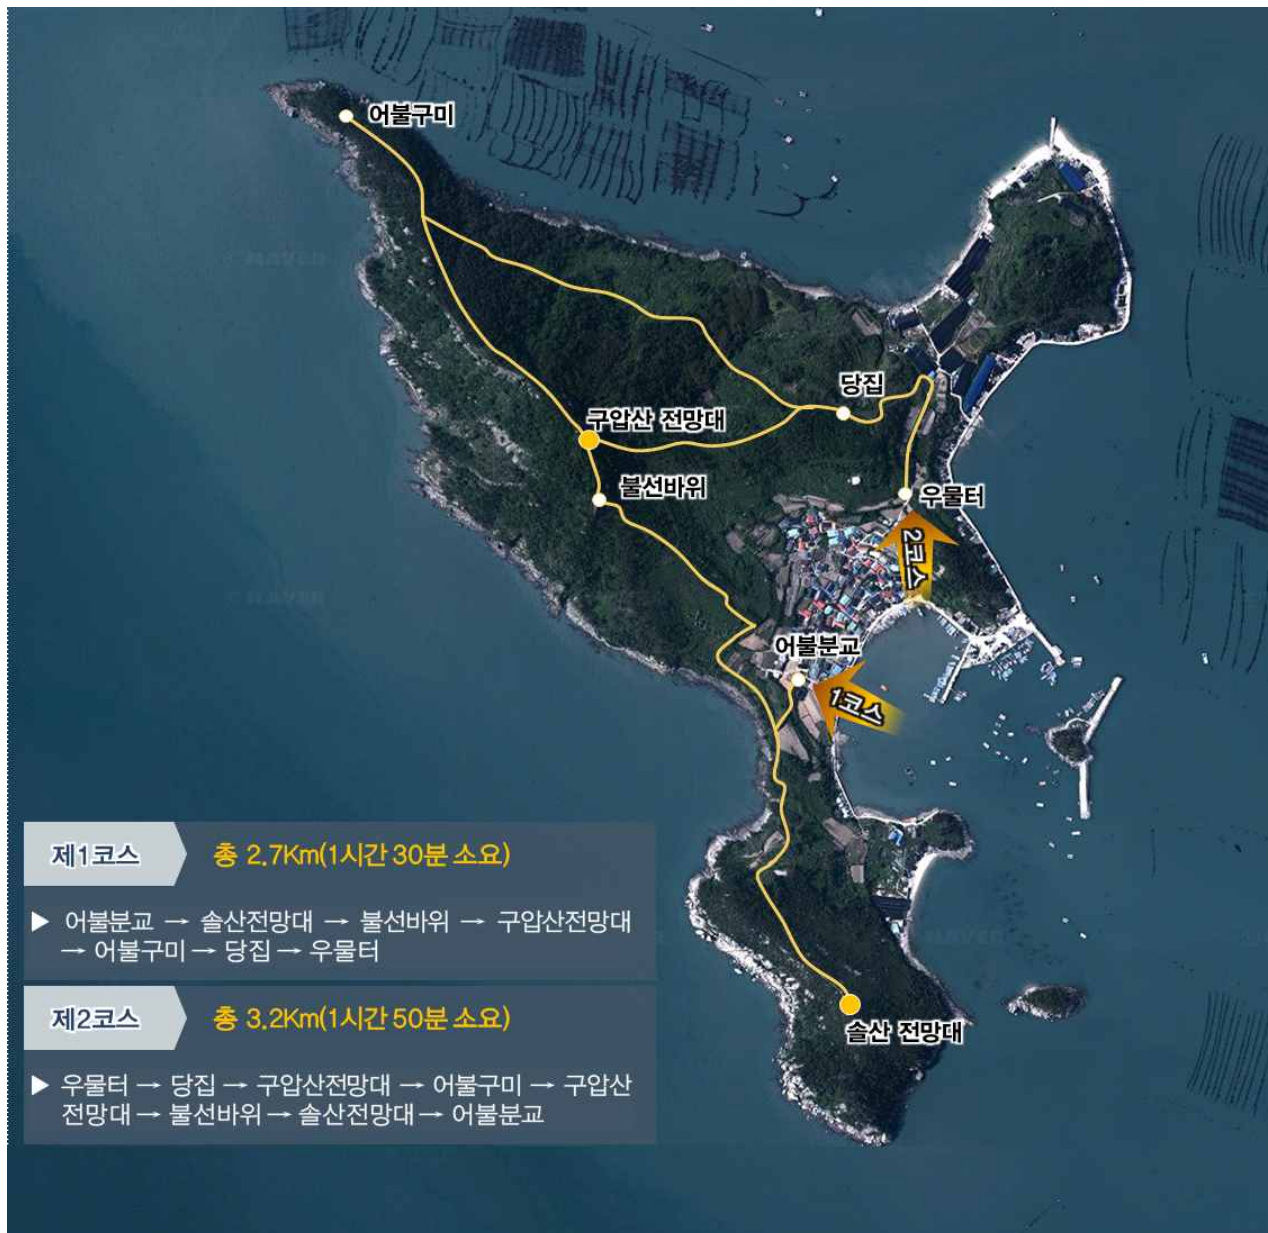 어불구미
당집
구압산 전망대
불선바위
우물터
2코스
어불분교
1코스
솔산 전망대
제1코스
총 2.7Km(1시간 30분 소요)
▶ 어불분교 → 솔산전망대 → 불선바위 → 구압산전망대
→ 어불구미 → 당집 → 우물터
제2코스
총 3.2Km(1시간 50분 소요)
▶ 우물터 → 당집 → 구압산전망대 → 어불구미 → 구압산
전망대 → 불선바위 → 솔산전망대 → 어불분교
NAVER
NAVER
NAVER